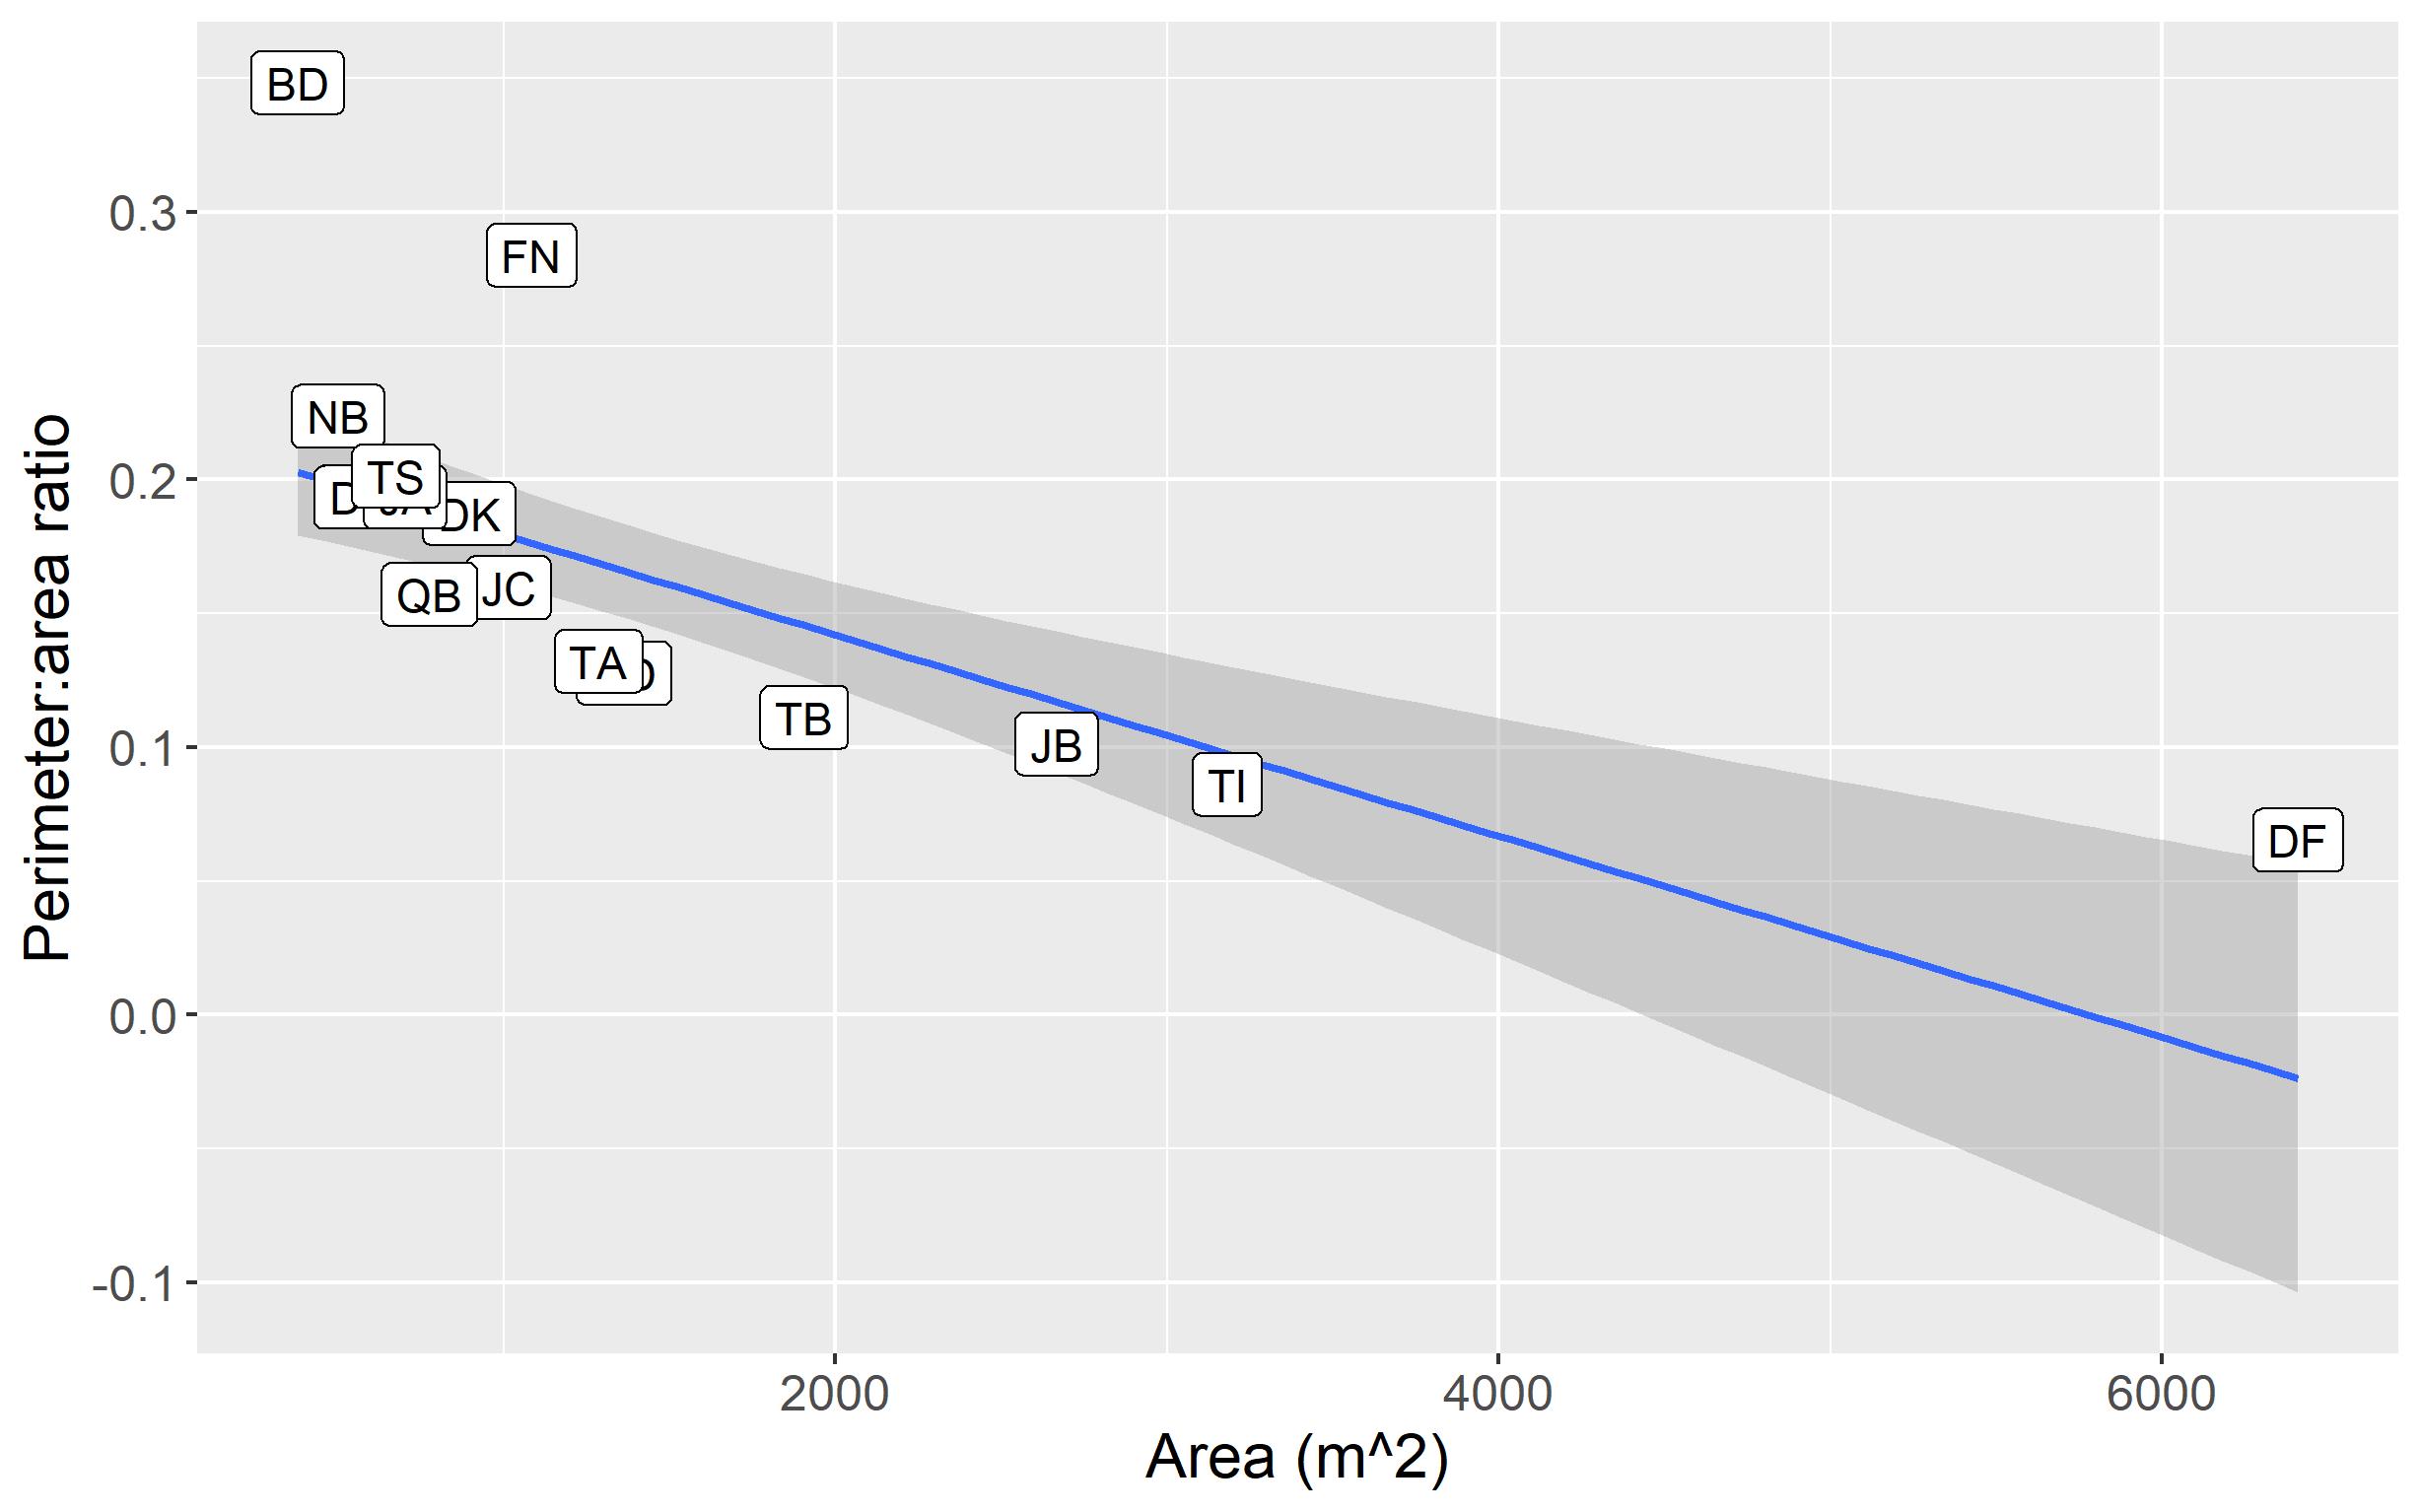 BD
0.3
FN
NB
0.2
TS
DK
QB
JC
TA
TB
0.1
JB
TI
DF
0.0
-0.1
2000
4000
6000
Area (m^2)
Perimeter:area ratio